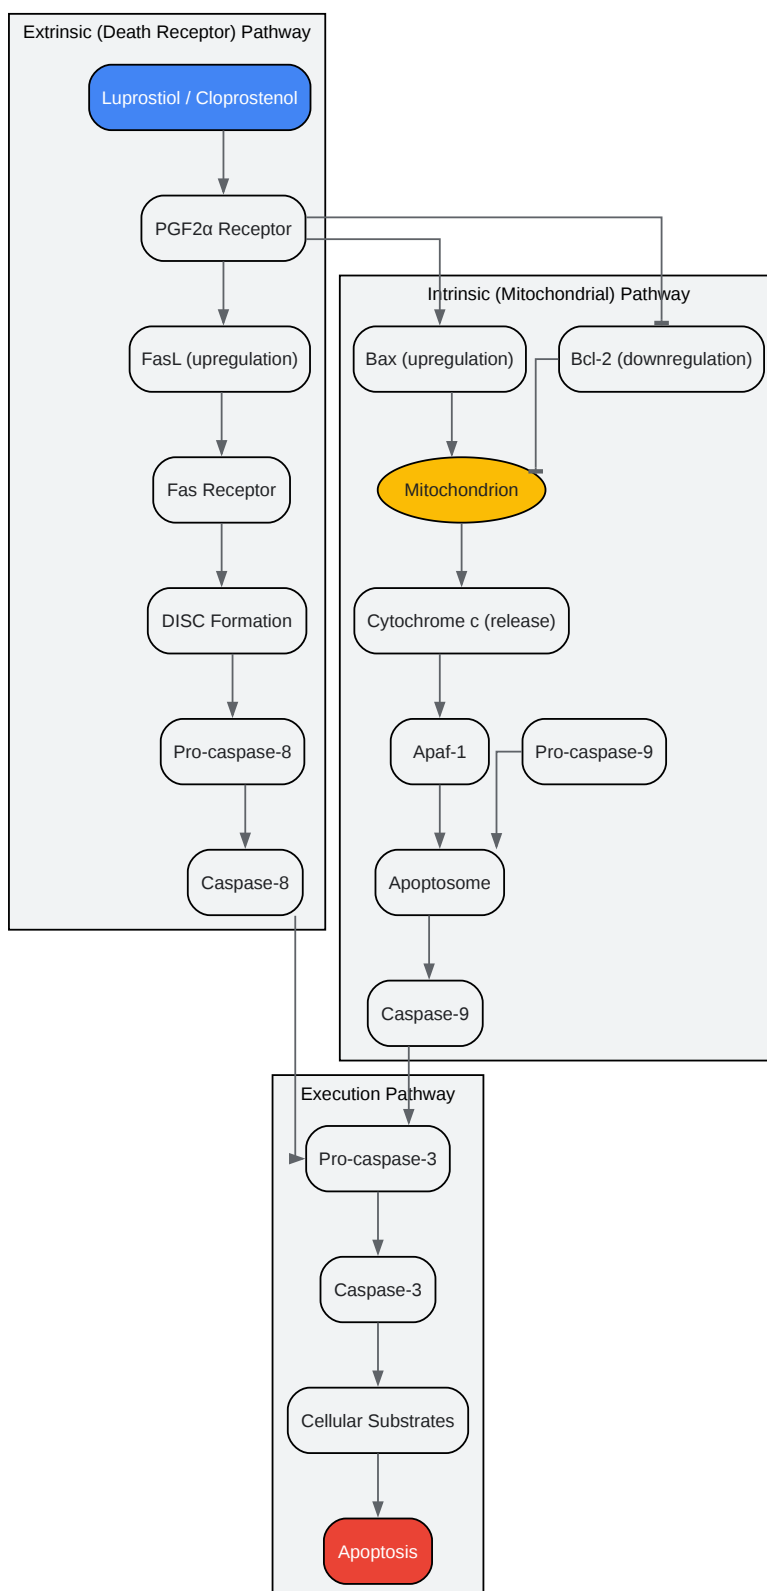 Extrinsic (Death Receptor) Pathway
Luprostiol / Cloprostenol
PGF2α Receptor
FasL (upregulation)
Fas Receptor
DISC Formation
Pro-caspase-8
Caspase-8
Intrinsic (Mitochondrial) Pathway
Bax (upregulation)
Bcl-2 (downregulation)
Mitochondrion
Cytochrome c (release)
Apaf-1
Pro-caspase-9
Apoptosome
Caspase-9
Execution Pathway
Pro-caspase-3
Caspase-3
Cellular Substrates
Apoptosis